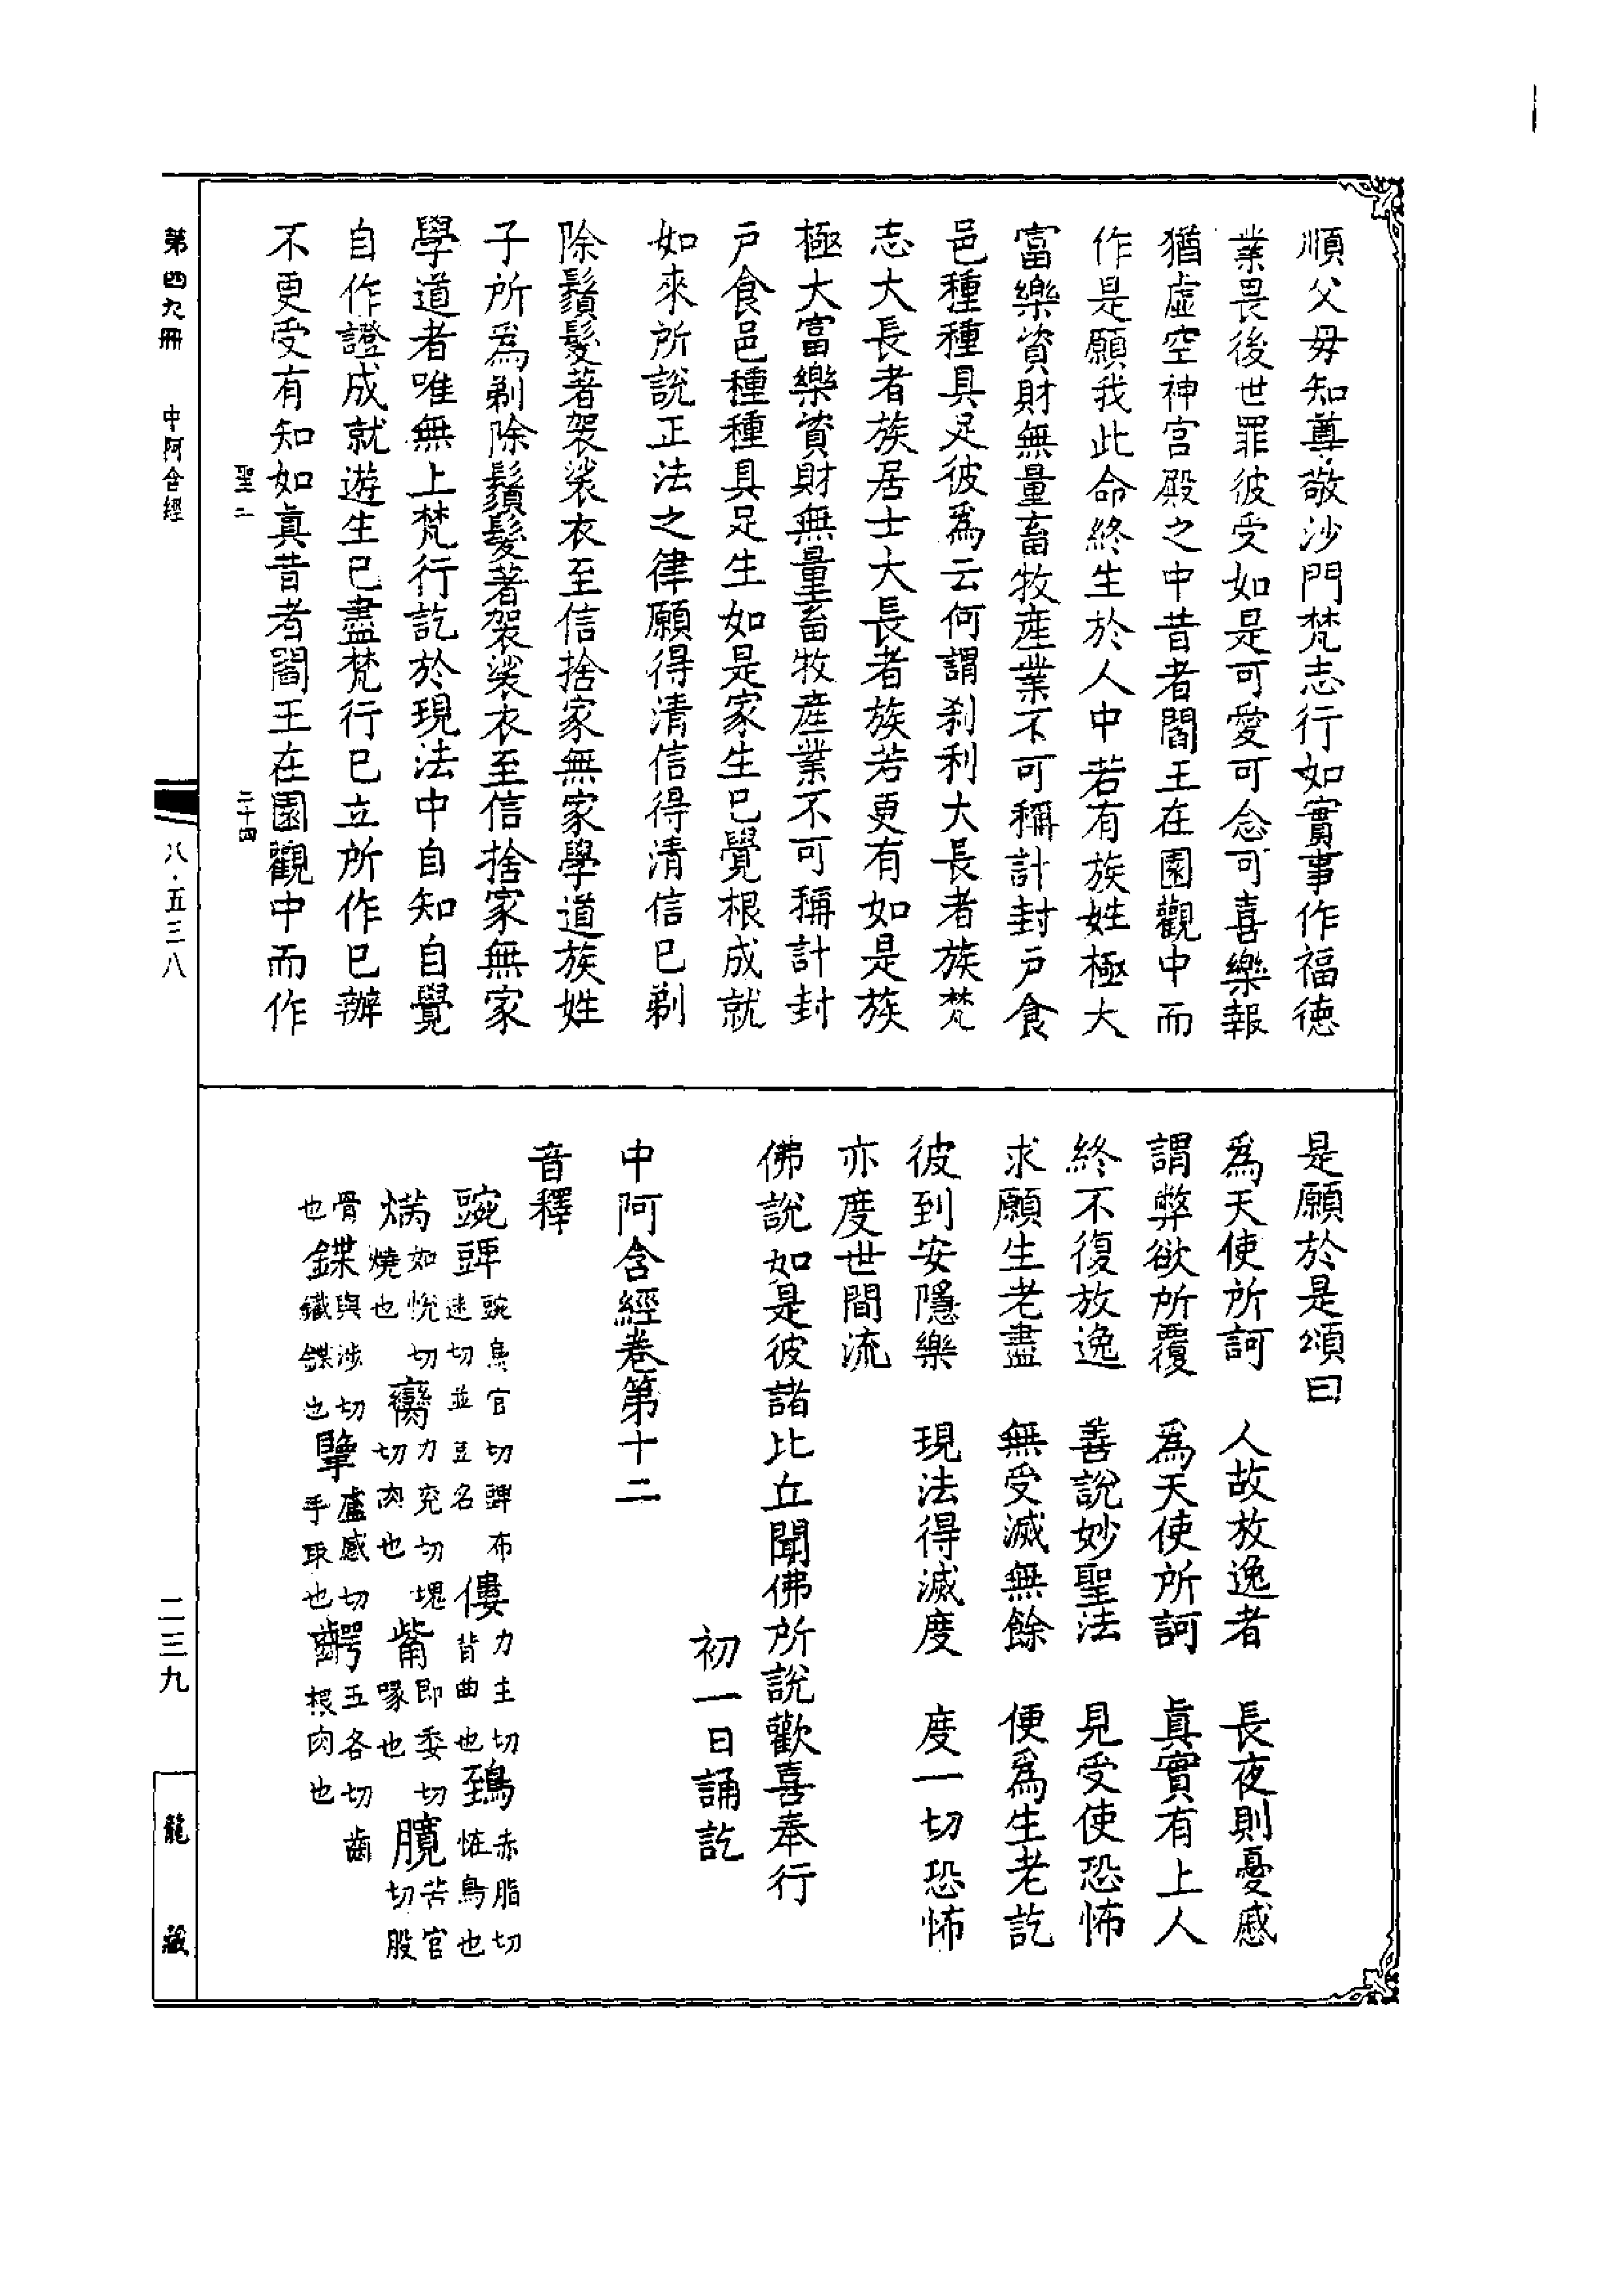 順父母知尊敬沙門梵志行如實事作福德
業畏後世罪彼受如是可愛可念可喜樂報
猶虛空神宮殿之中昔者閻王在園觀中而
作是願我此命終生於人中若有族姓極大
富樂資財無量畜牧產業不可稱計封戶食
邑種種具足彼爲云何謂剎利大長者族梵
志大長者族居士大長者族若更有如是族
極大富樂資財無量畜牧產業不可稱計封
戶食邑種種具足生如是家生已覺根成就
如來所說正法之律願得清信得清信已剃
除鬚髮著袈裟衣至信捨家無家學道族姓
子所爲剃除鬚髮著袈裟衣至信捨家無家
學道者唯無上梵行訖於現法中自知自覺
自作證成就遊生已盡梵行已立所作已辦
不更受有知如眞昔者閻王在園觀中而作
聖二 二十四
是願於是頌曰
爲天使所訶 人故放逸者 長夜則憂慼
謂弊欲所覆 爲天使所訶 眞實有上人
終不復放逸 善說妙聖法 見受使恐怖
求願生老盡 無受滅無餘 便爲生老訖
彼到安隱樂 現法得滅度 度一切恐怖
亦度世間流
佛說如是彼諸比丘聞佛所說歡喜奉行
初一日誦訖
中阿含經卷第十二
音釋
豌豍豌烏官切豍布迷切並豆名 僂力主切背曲也 鵄赤脂切怪鳥也
焫如悅切燒也 臠力兖切塊切肉也 觜即委切喙也 髖苦官切股
骨也 鍱與涉切鐵鍱也 擥盧感切手取也 齶五各切齒根肉也
第四九冊 中阿含經 八·五三八 二三九 龍藏